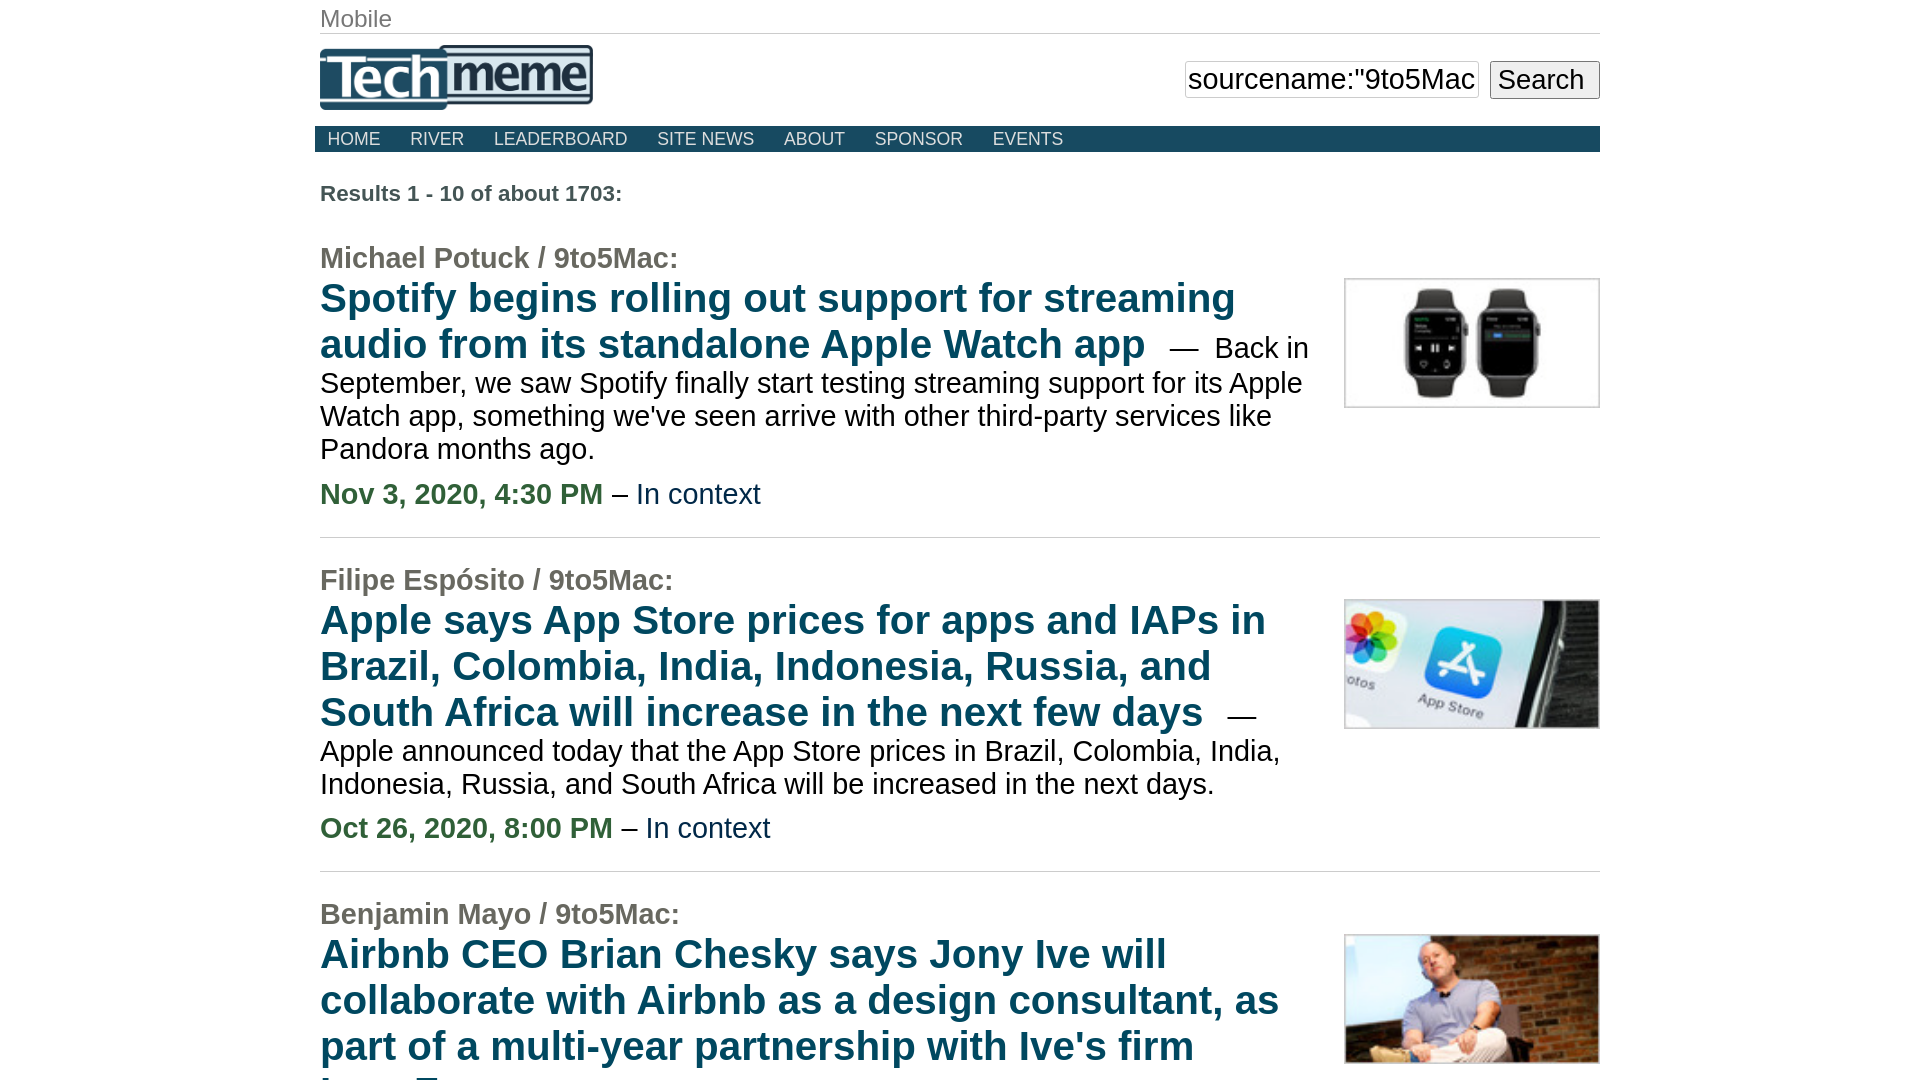 Mobile
Techmeme
sourcename:"9to5Mac
Search
HOME RIVER LEADERBOARD SITE NEWS ABOUT SPONSOR EVENTS
Results 1 - 10 of about 1703:
Michael Potuck / 9to5Mac:
Spotify begins rolling out support for streaming
audio from its standalone Apple Watch app — Back in
September, we saw Spotify finally start testing streaming support for its Apple
Watch app, something we've seen arrive with other third-party services like
Pandora months ago.
Nov 3, 2020, 4:30 PM – In context
Filipe Espósito / 9to5Mac:
Apple says App Store prices for apps and IAPs in
Brazil, Colombia, India, Indonesia, Russia, and
South Africa will increase in the next few days —
Apple announced today that the App Store prices in Brazil, Colombia, India,
Indonesia, Russia, and South Africa will be increased in the next days.
otos
App Store
Oct 26, 2020, 8:00 PM – In context
Benjamin Mayo / 9to5Mac:
Airbnb CEO Brian Chesky says Jony Ive will
collaborate with Airbnb as a design consultant, as
part of a multi-year partnership with Ive's firm